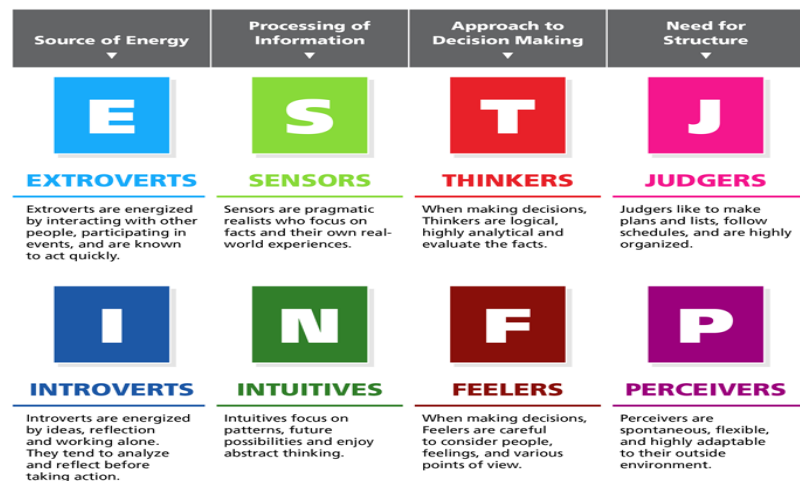 Source of Energy
Processing of
Information
Approach to
Decision Making
Need for
Structure
E
S
T
J
EXTROVERTS
SENSORS
THINKERS
JUDGERS
Extroverts are energized
by interacting with other
people, participating in
events, and are known
to act quickly.
Sensors are pragmatic
realists who focus on
facts and their own real-
world experiences.
When making decisions,
Thinkers are logical,
highly analytical and
evaluate the facts.
Judgers like to make
plans and lists, follow
schedules, and are highly
organized.
I
N
F
P
INTROVERTS
INTUITIVES
FEELERS
PERCEIVERS
Introverts are energized
by ideas, reflection
and working alone.
They tend to analyze
and reflect before
taking action.
Intuitives focus on
patterns, future
possibilities and enjoy
abstract thinking.
When making decisions,
Feelers are careful
to consider people,
feelings, and various
points of view.
Perceivers are
spontaneous, flexible,
and highly adaptable
to their outside
environment.